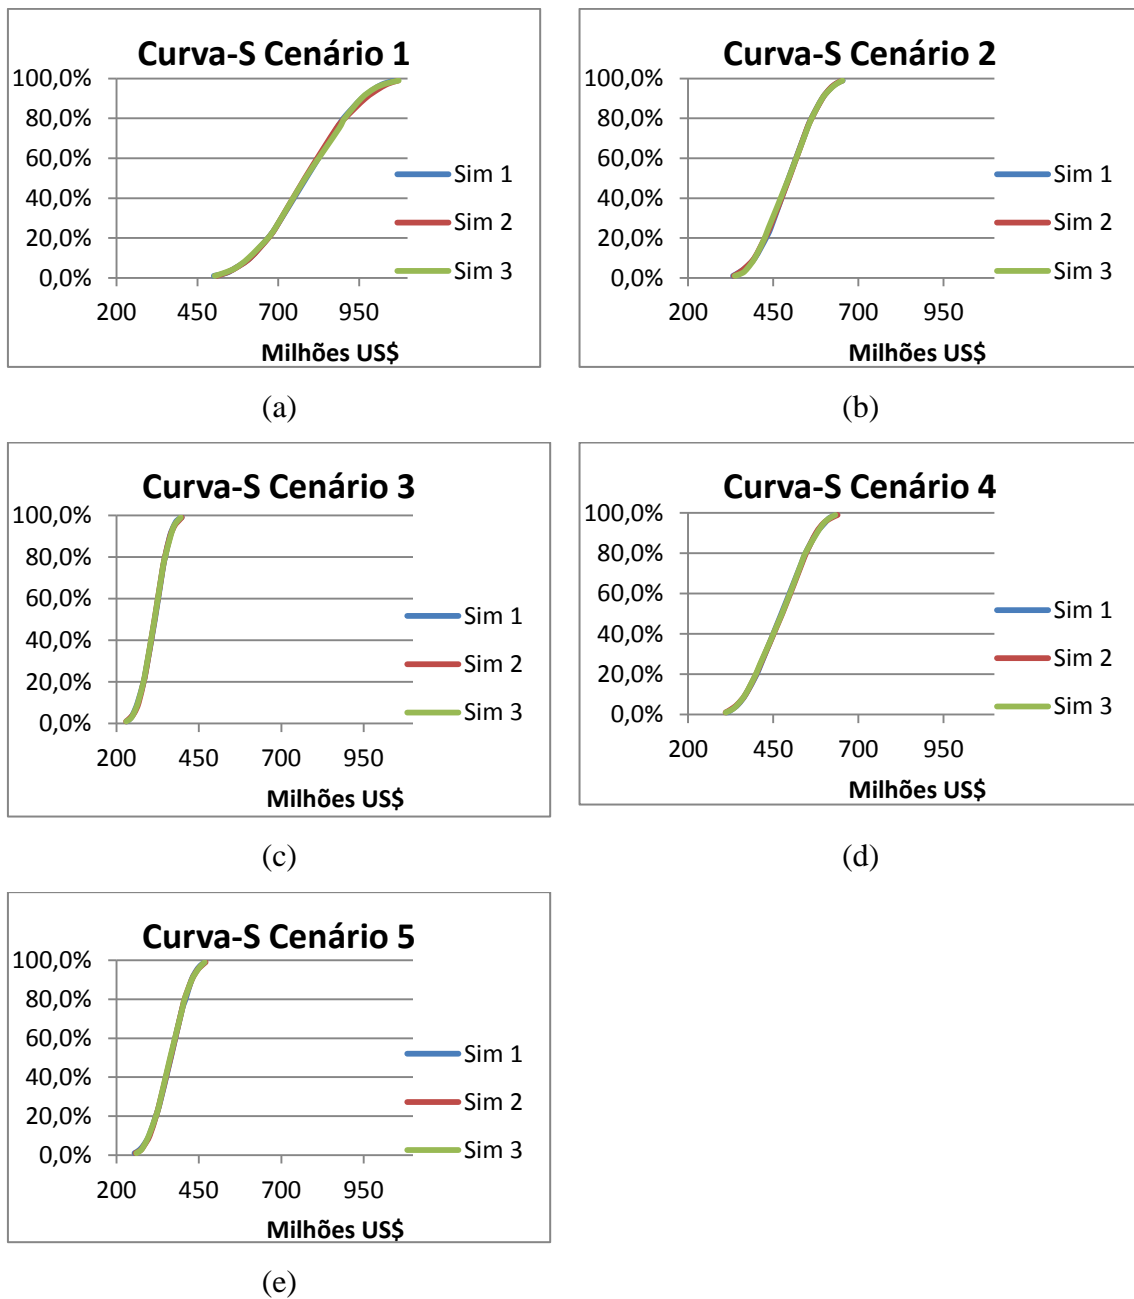 Curva-S Cenário 1
100,0%
80,0%
60,0%
40,0%
20,0%
0,0%
200 450 700 950
Milhões US$
Sim 1
Sim 2
Sim 3
(a)
Curva-S Cenário 2
100,0%
80,0%
60,0%
40,0%
20,0%
0,0%
200 450 700 950
Milhões US$
Sim 1
Sim 2
Sim 3
(b)
Curva-S Cenário 3
100,0%
80,0%
60,0%
40,0%
20,0%
0,0%
200 450 700 950
Milhões US$
Sim 1
Sim 2
Sim 3
(c)
Curva-S Cenário 4
100,0%
80,0%
60,0%
40,0%
20,0%
0,0%
200 450 700 950
Milhões US$
Sim 1
Sim 2
Sim 3
(d)
Curva-S Cenário 5
100,0%
80,0%
60,0%
40,0%
20,0%
0,0%
200 450 700 950
Milhões US$
Sim 1
Sim 2
Sim 3
(e)